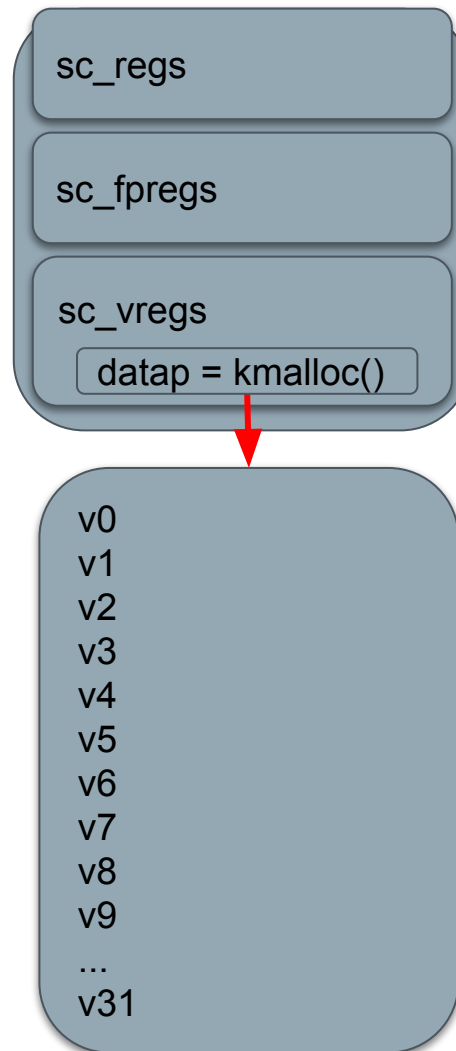 sc_regs
sc_fpregs
sc_vregs
datap = kmalloc()
v0
v1
v2
v3
v4
v5
v6
v7
v8
v9
...
v31